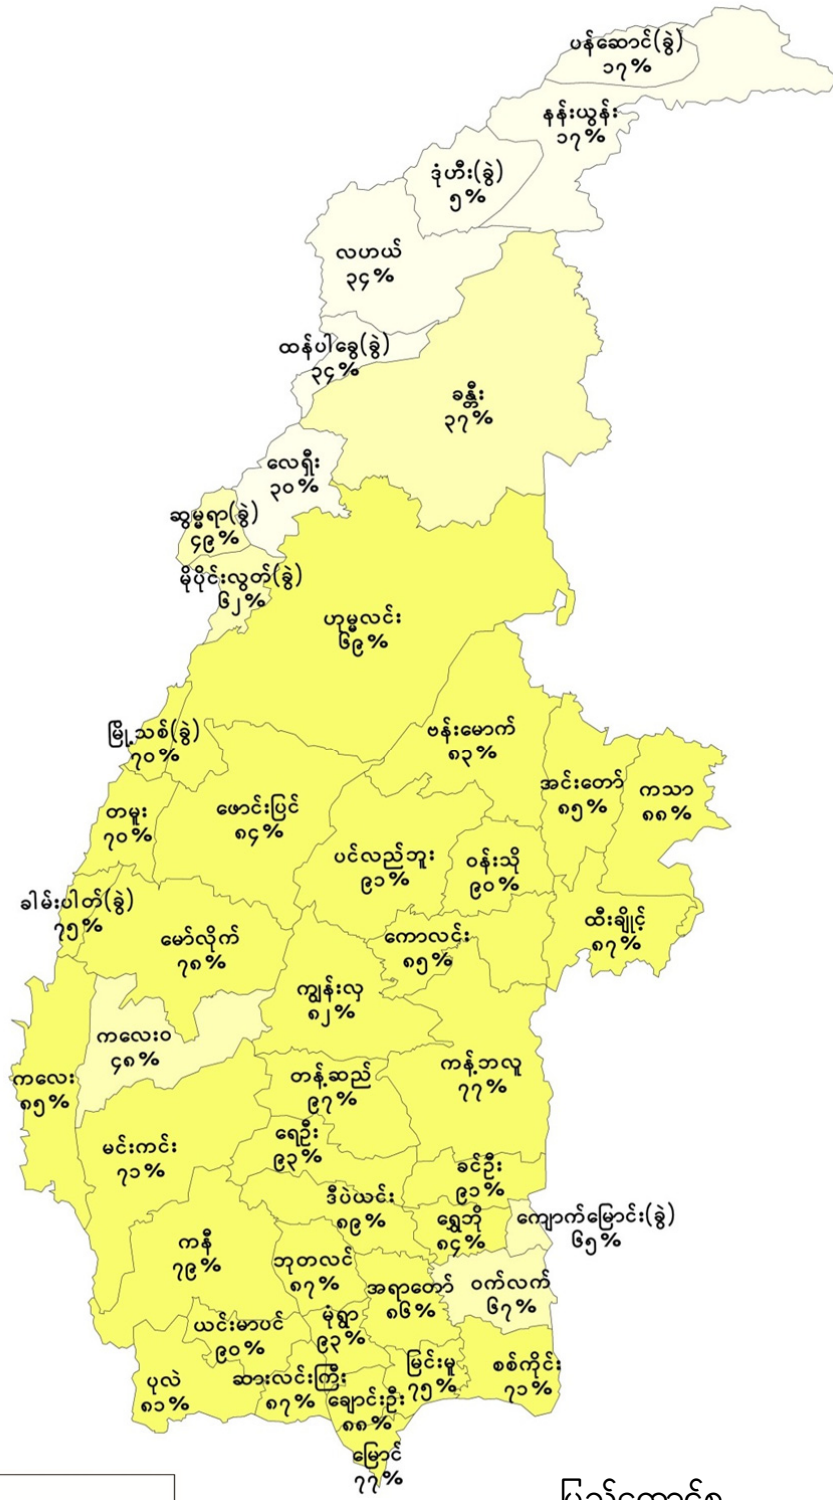 ပန်ဆောင်(ခွဲ)
၁၇%
နန်းယွန်း
၁၇%
ဒုံဟီး(ခွဲ)
၅%
လဟယ်
၃၄%
ထန်ပါခွေ(ခွဲ)
၃၄%
ခန္တီး
၃၇%
လေရှီး
၃၀%
ဆွမ္မရာ(ခွဲ)
၄၉%
မိုပိုင်းလွတ်(ခွဲ)
၆၂%
ဟုမ္မလင်း
၆၉%
မြို့သစ်(ခွဲ)
၇၀%
ဗန်းမောက်
၈၃%
အင်းတော်
၈၅%
ကသာ
၈၈%
တမူး
၇၀%
ဖောင်းပြင်
၈၄%
ပင်လည်ဘူး
၉၁%
ဝန်းသို
၉၀%
ခါမ်းပါတ်(ခွဲ)
၇၅%
မော်လိုက်
၇၈%
ကောလင်း
၈၅%
ထီးချိုင့်
၈၇%
ကျွန်းလှ
၈၂%
ကလေးဝ
၄၈%
ကလေး
၈၅%
တန့်ဆည်
၉၇%
ကန့်ဘလူ
၇၇%
မင်းကင်း
၇၁%
ရေဦး
၉၃%
ခင်ဦး
၉၁%
ဒီပဲယင်း
၈၉%
ရွှေဘို
၈၄%
ကျောက်မြောင်း(ခွဲ)
၆၅%
ကနီ
၇၉%
ဘုတလင်
၈၇%
အရာတော်
၈၆%
ဝက်လက်
၆၇%
ယင်းမာပင်
၉၀%
မုံရွာ
၉၃%
မြင်းမူ
၇၅%
စစ်ကိုင်း
၇၁%
ပုလဲ
၈၁%
ဆားလင်းကြီး
၈၇%
ချောင်းဦး
၈၈%
မြောင်
၇၇%